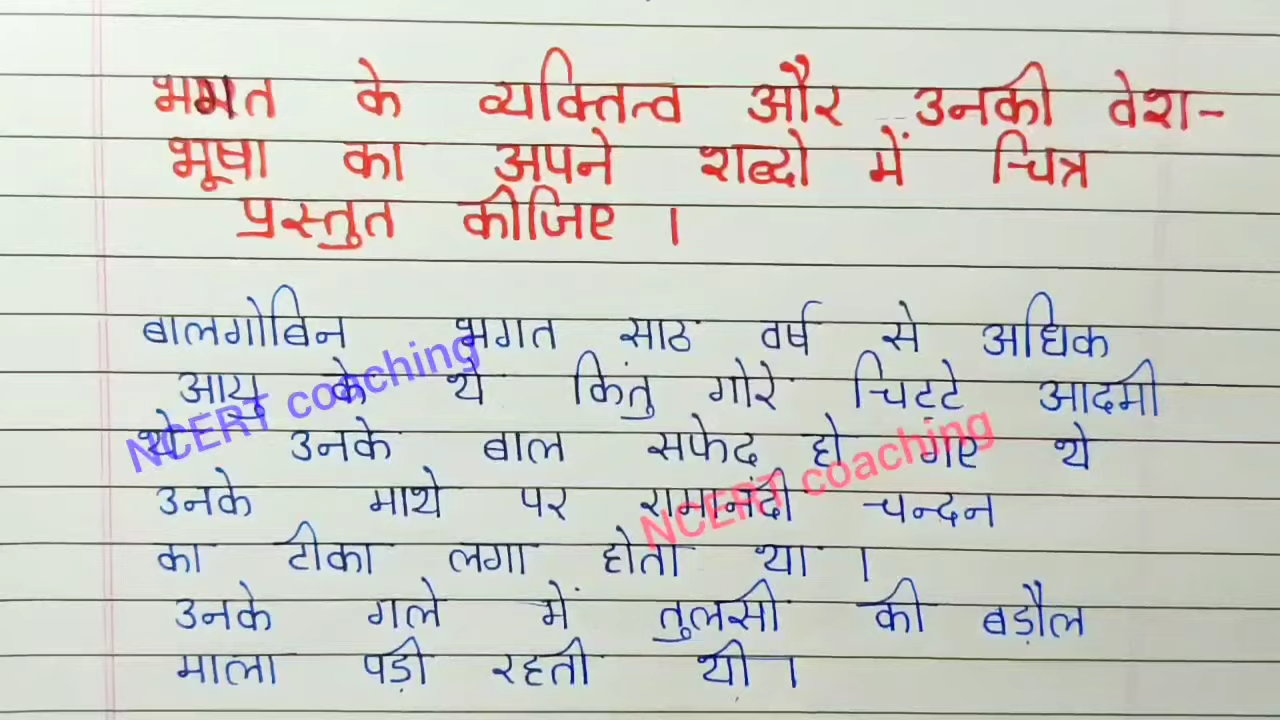 भगत के व्यक्तित्व और उनकी वेश-
भूषा का अपने शब्दो में चित्र
प्रस्तुत कीजिए ।
बालगोबिन भगत साठ वर्ष से अधिक
आयु के थे किंतु गोरे चिट्टे आदमी
थे उनके बाल सफेद हो गए थे
उनके माथे पर रामानंदी चन्दन
का टीका लगा होता था ।
उनके गले में तुलसी की बड़ौल
माला पड़ी रहती थी ।
NCERT coaching
NCERT coaching